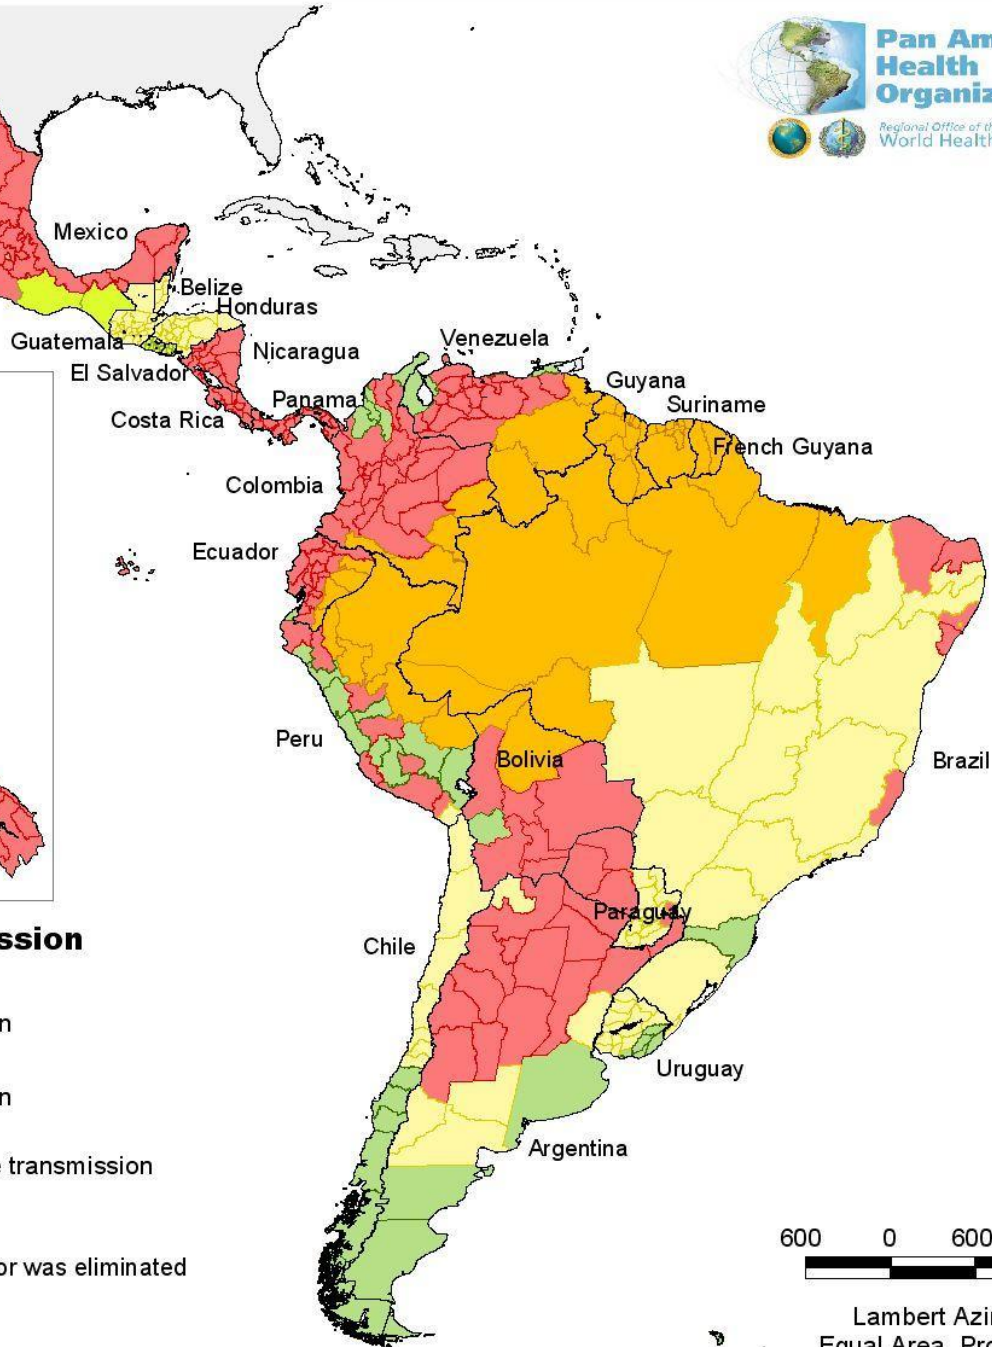 Pan Am
Health
Organiz
Regional Office of th
World Health
Mexico
Belize
Honduras
Guatemala
Nicaragua
El Salvador
Costa Rica
Panama
Venezuela
Guyana
Suriname
French Guyana
Colombia
Ecuador
Peru
Bolivia
Brazil
Paraguay
Chile
Uruguay
Argentina
ssion
n
n
e transmission
or was eliminated
600 0 600
Lambert Azi
Equal Area Pro